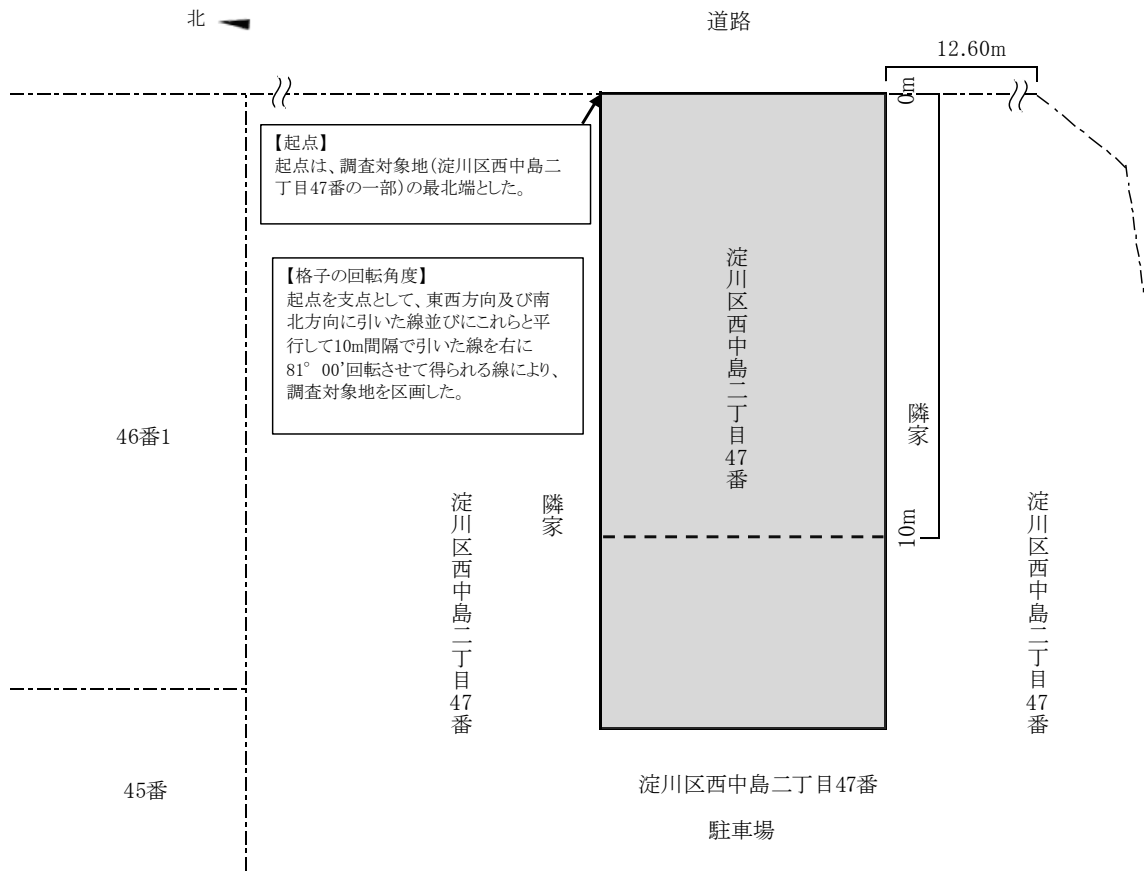 北
道路
12.60m
0m
【起点】
起点は、調査対象地(淀川区西中島二
丁目47番の一部)の最北端とした。
【格子の回転角度】
起点を支点として、東西方向及び南
北方向に引いた線並びにこれらと平
行して10m間隔で引いた線を右に
81°00’回転させて得られる線により、
調査対象地を区画した。
淀川区西中島二丁目47番
46番1
隣家
隣家
10m
淀川区西中島二丁目47番
淀川区西中島二丁目47番
45番
淀川区西中島二丁目47番
駐車場